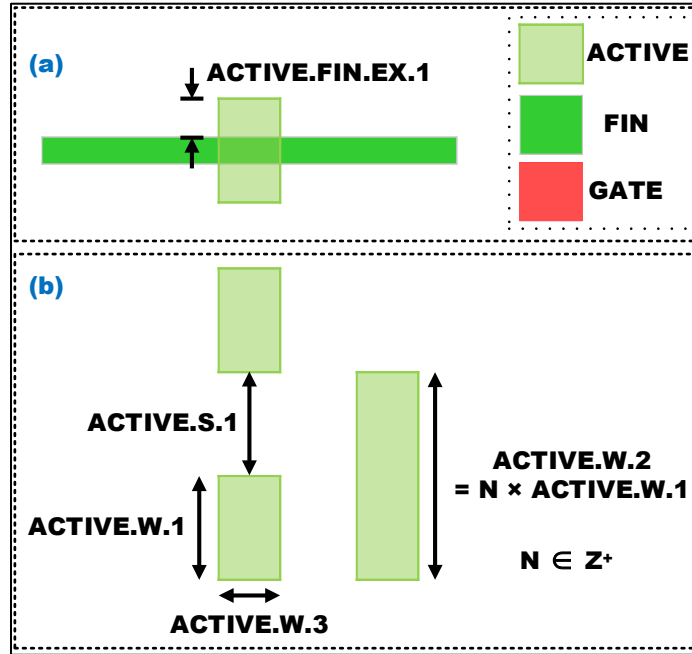 (a)
ACTIVE.FIN.EX.1
ACTIVE
FIN
GATE
(b)
ACTIVE.S.1
ACTIVE.W.1
ACTIVE.W.3
ACTIVE.W.2
= N × ACTIVE.W.1
N ∈ Z⁺